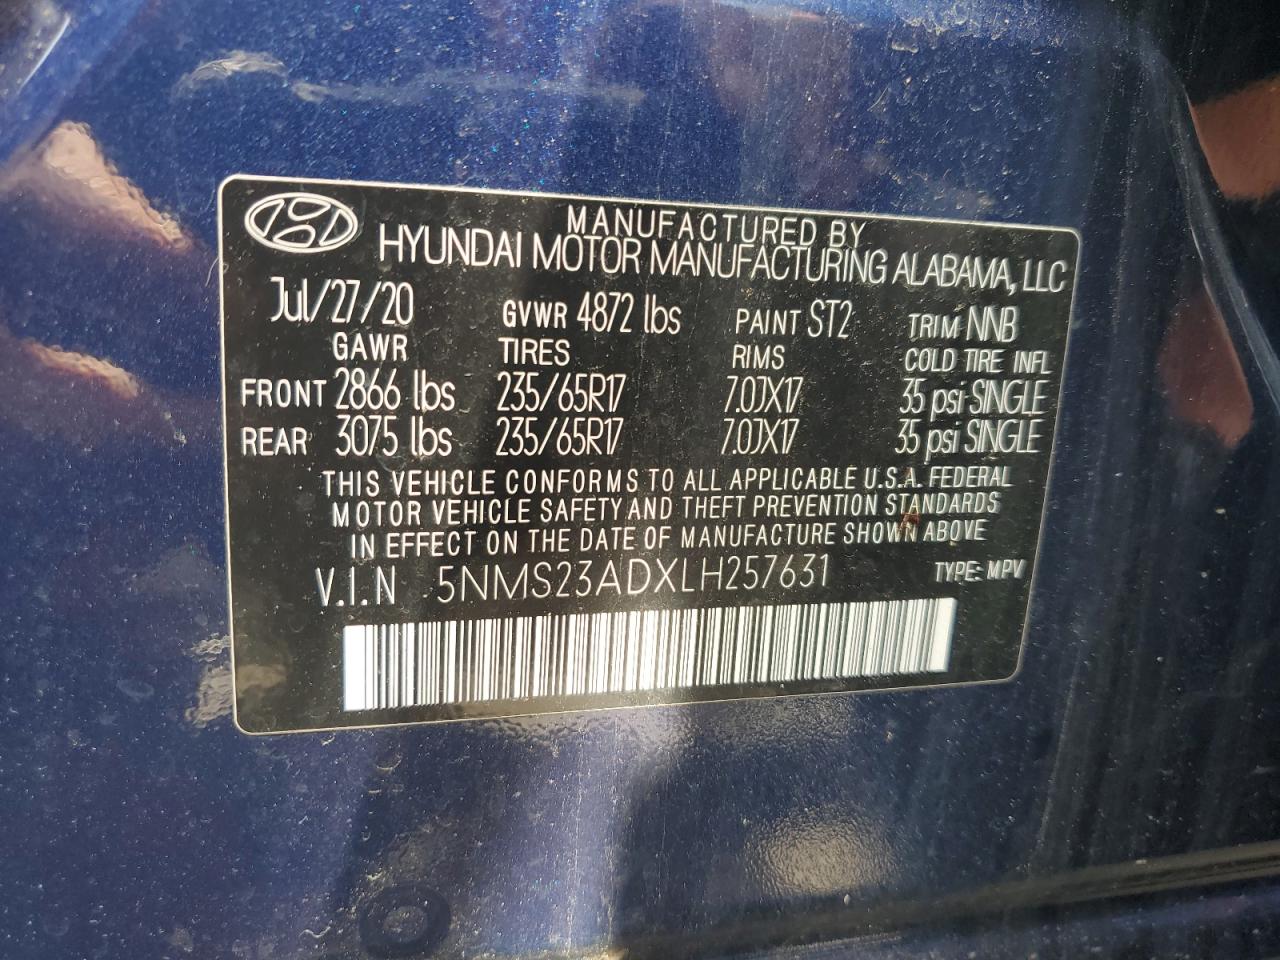 MANUFACTURED BY
HYUNDAI MOTOR MANUFACTURING ALABAMA, LLC
Jul/27/20 GVWR 4872 lbs PAINT ST2 TRIM NNB
GAWR TIRES RIMS COLD TIRE INFL
FRONT 2866 lbs 235/65R17 7.0JX17 35 psi SINGLE
REAR 3075 lbs 235/65R17 7.0JX17 35 psi SINGLE
THIS VEHICLE CONFORMS TO ALL APPLICABLE U.S.A. FEDERAL
MOTOR VEHICLE SAFETY AND THEFT PREVENTION STANDARDS
IN EFFECT ON THE DATE OF MANUFACTURE SHOWN ABOVE
V.I.N 5NMS23ADXLH257631 TYPE: MPV